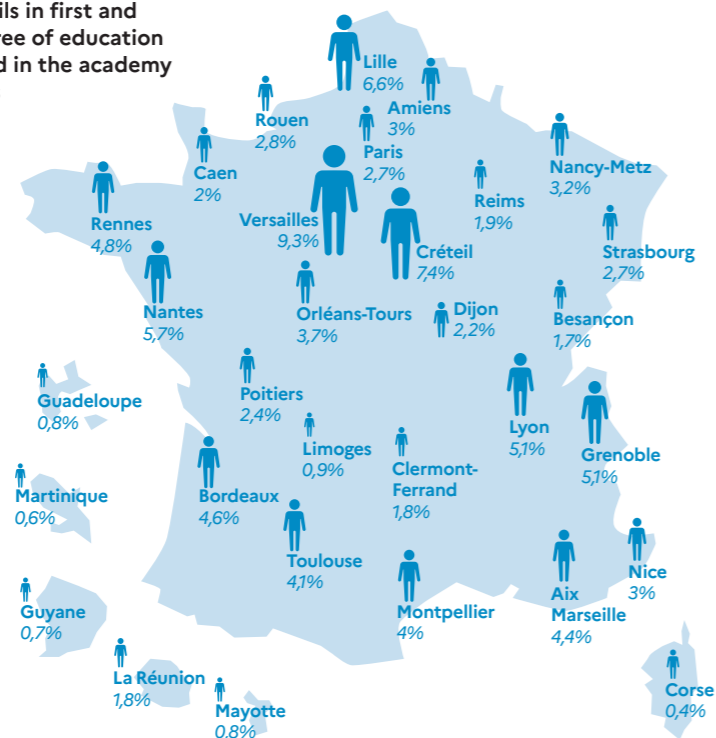 ils in first and
ree of education
d in the academy
Lille
6,6%
Amiens
3%
Rouen
2,8%
Paris
2,7%
Caen
2%
Nancy-Metz
3,2%
Reims
1,9%
Rennes
4,8%
Versailles
9,3%
Créteil
7,4%
Strasbourg
2,7%
Nantes
5,7%
Orléans-Tours
3,7%
Dijon
2,2%
Besançon
1,7%
Guadeloupe
0,8%
Poitiers
2,4%
Limoges
0,9%
Lyon
5,1%
Grenoble
5,1%
Clermont-
Ferrand
1,8%
Martinique
0,6%
Bordeaux
4,6%
Toulouse
4,1%
Nice
3%
Aix
Marseille
4,4%
Montpellier
4%
Guyane
0,7%
La Réunion
1,8%
Mayotte
0,8%
Corse
0,4%